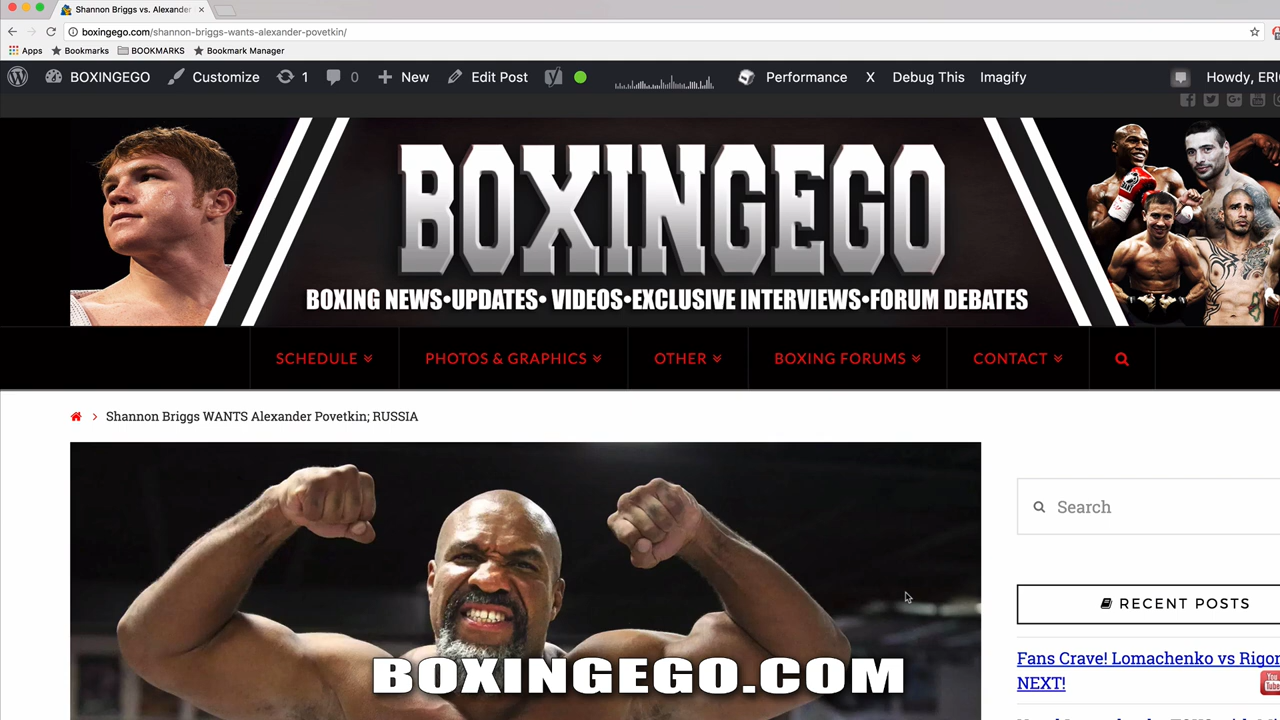 Shannon Briggs vs. Alexander
boxingego.com/shannon-briggs-wants-alexander-povetkin/
Apps Bookmarks BOOKMARKS Bookmark Manager
BOXINGEGO Customize 1 0 New Edit Post Performance X Debug This Imagify Howdy, ERI
BOXINGEGO
BOXING NEWS•UPDATES• VIDEOS•EXCLUSIVE INTERVIEWS•FORUM DEBATES
SCHEDULE PHOTOS & GRAPHICS OTHER BOXING FORUMS CONTACT
Shannon Briggs WANTS Alexander Povetkin; RUSSIA
Search
RECENT POSTS
Fans Crave! Lomachenko vs Rigon
NEXT!
You
Tube
BOXINGEGO.COM